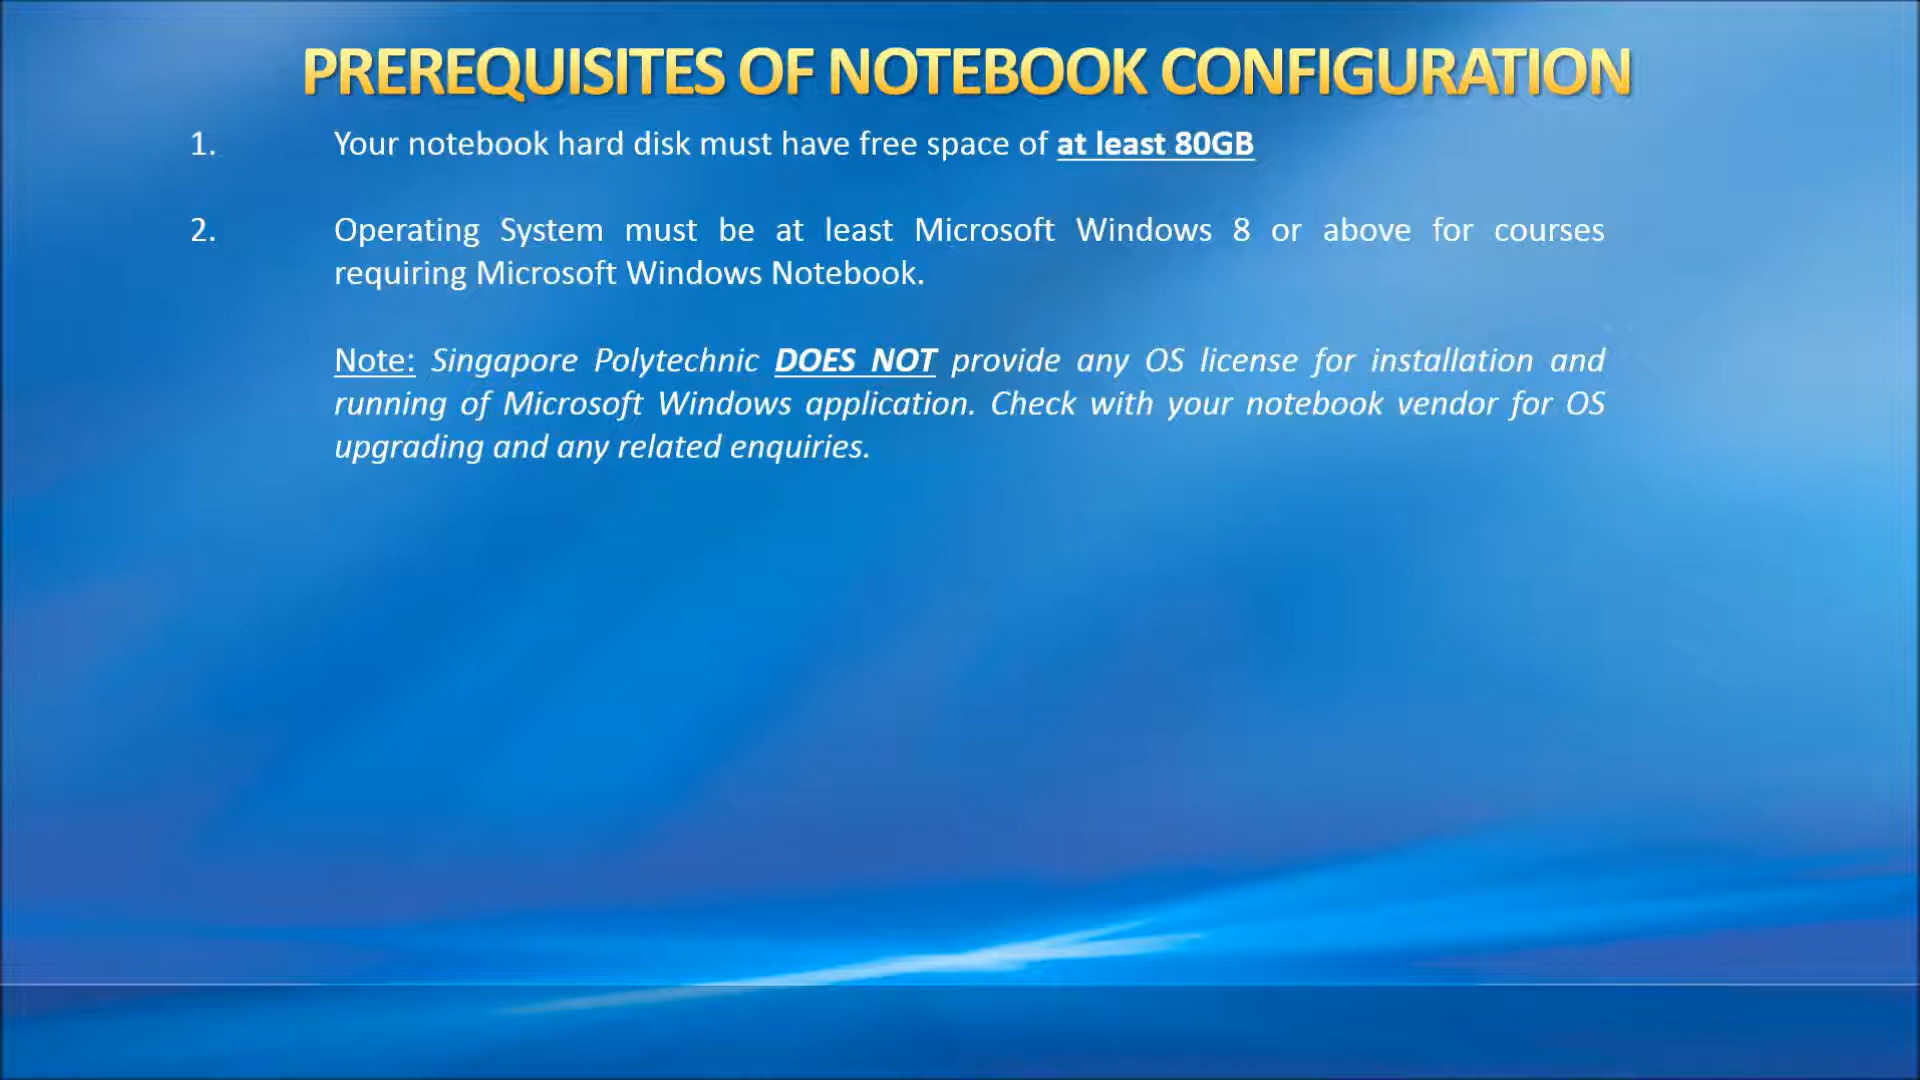 PREREQUISITES OF NOTEBOOK CONFIGURATION
1. Your notebook hard disk must have free space of at least 80GB
2. Operating System must be at least Microsoft Windows 8 or above for courses
requiring Microsoft Windows Notebook.
Note: Singapore Polytechnic DOES NOT provide any OS license for installation and
running of Microsoft Windows application. Check with your notebook vendor for OS
upgrading and any related enquiries.